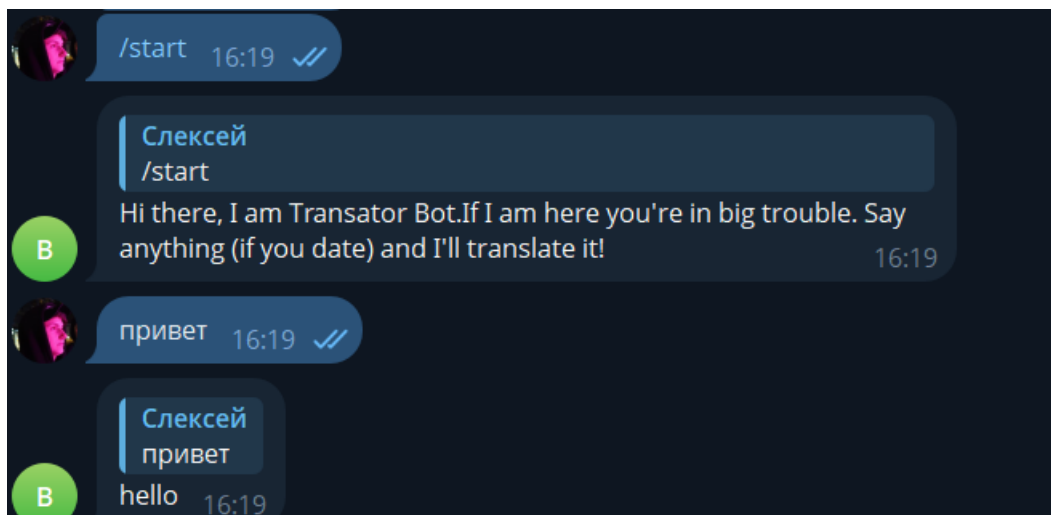 /start 16:19
Слексей
/start
Hi there, I am Transator Bot.If I am here you're in big trouble. Say
anything (if you date) and I'll translate it!
16:19
B
привет 16:19
Слексей
привет
hello 16:19
B